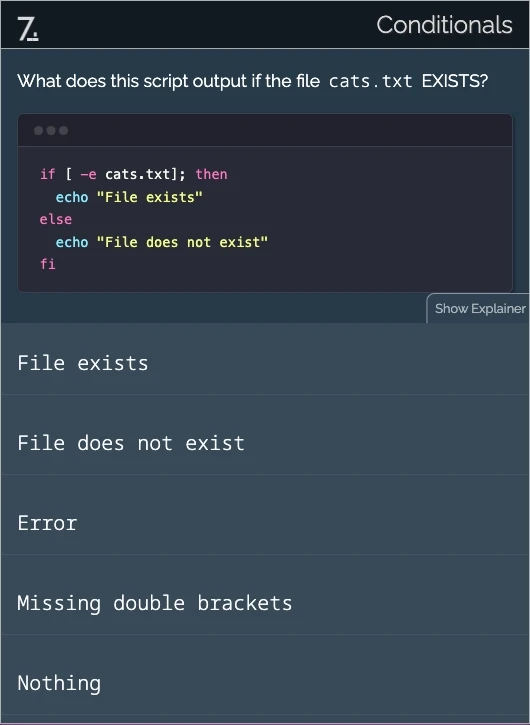 7.
Conditionals
What does this script output if the file cats.txt EXISTS?
if [ -e cats.txt]; then
echo "File exists"
else
echo "File does not exist"
fi
Show Explainer
File exists
File does not exist
Error
Missing double brackets
Nothing